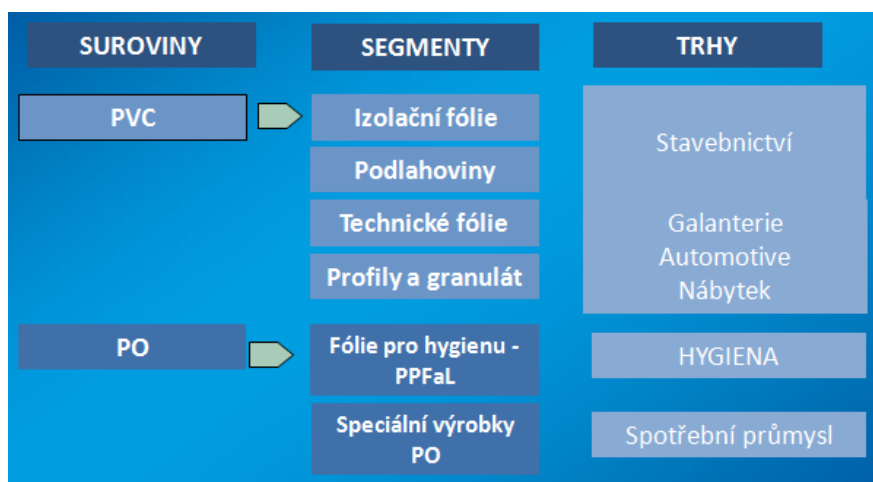 SUROVINY
SEGMENTY
TRHY
PVC
Izolační fólie
Podlahoviny
Technické fólie
Profily a granulát
Stavebnictví
Galanterie
Automotive
Nábytek
PO
Fólie pro hygienu -
PPFaL
HYGIENA
Speciální výrobky
PO
Spotřební průmysl